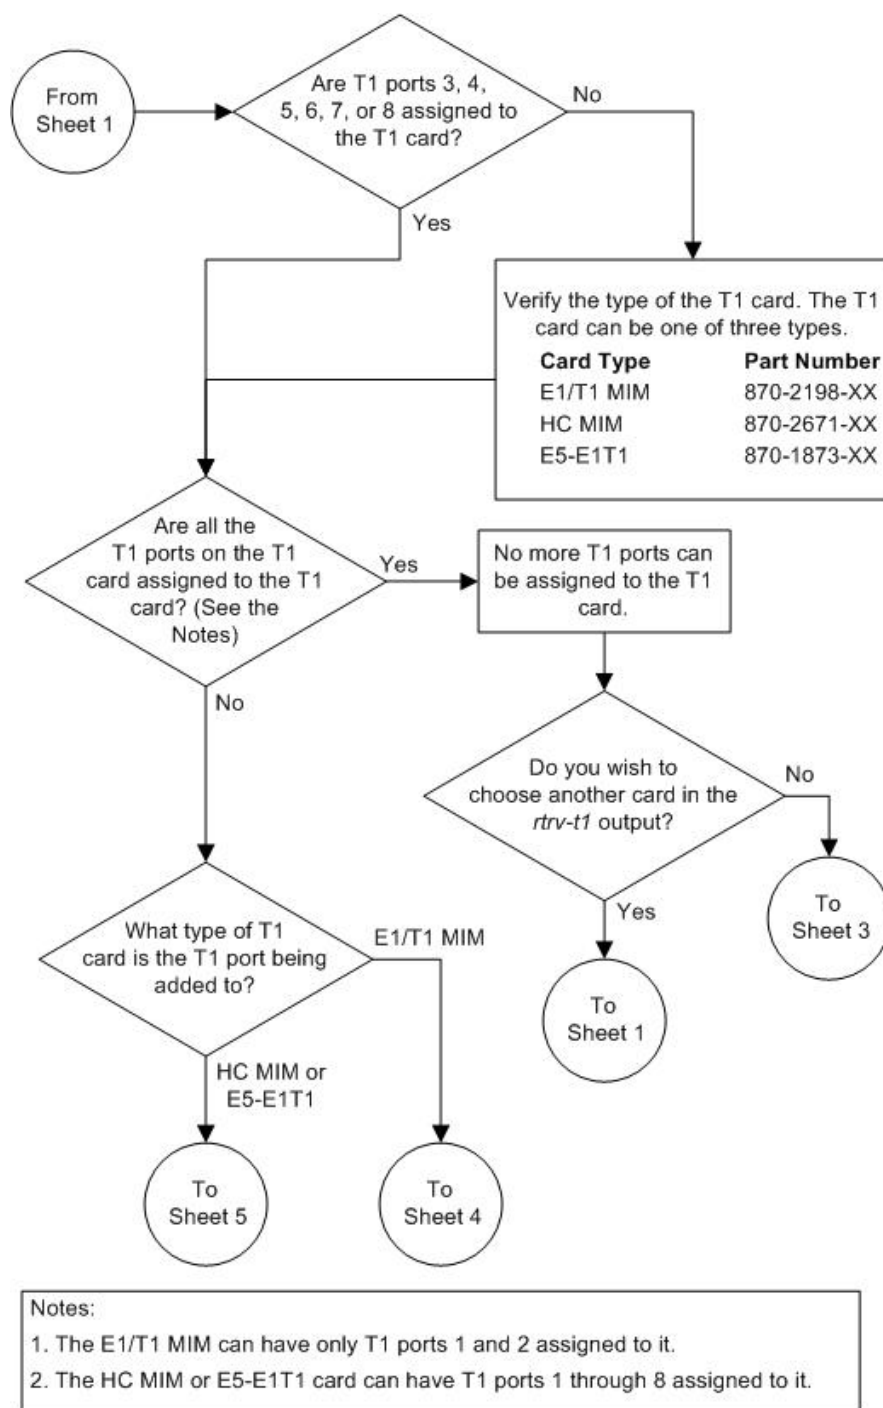 From
Sheet 1
Are T1 ports 3, 4,
5, 6, 7, or 8 assigned to
the T1 card?
No
Yes
Verify the type of the T1 card. The T1
card can be one of three types.
Card Type Part Number
E1/T1 MIM 870-2198-XX
HC MIM 870-2671-XX
E5-E1T1 870-1873-XX
Are all the
T1 ports on the T1
card assigned to the T1
card? (See the
Notes)
Yes
No more T1 ports can
be assigned to the T1
card.
No
Do you wish to
choose another card in the
rtrv-t1 output?
No
To
Sheet 3
Yes
To
Sheet 1
What type of T1
card is the T1 port being
added to?
E1/T1 MIM
HC MIM or
E5-E1T1
To
Sheet 5
To
Sheet 4
Notes:
1. The E1/T1 MIM can have only T1 ports 1 and 2 assigned to it.
2. The HC MIM or E5-E1T1 card can have T1 ports 1 through 8 assigned to it.